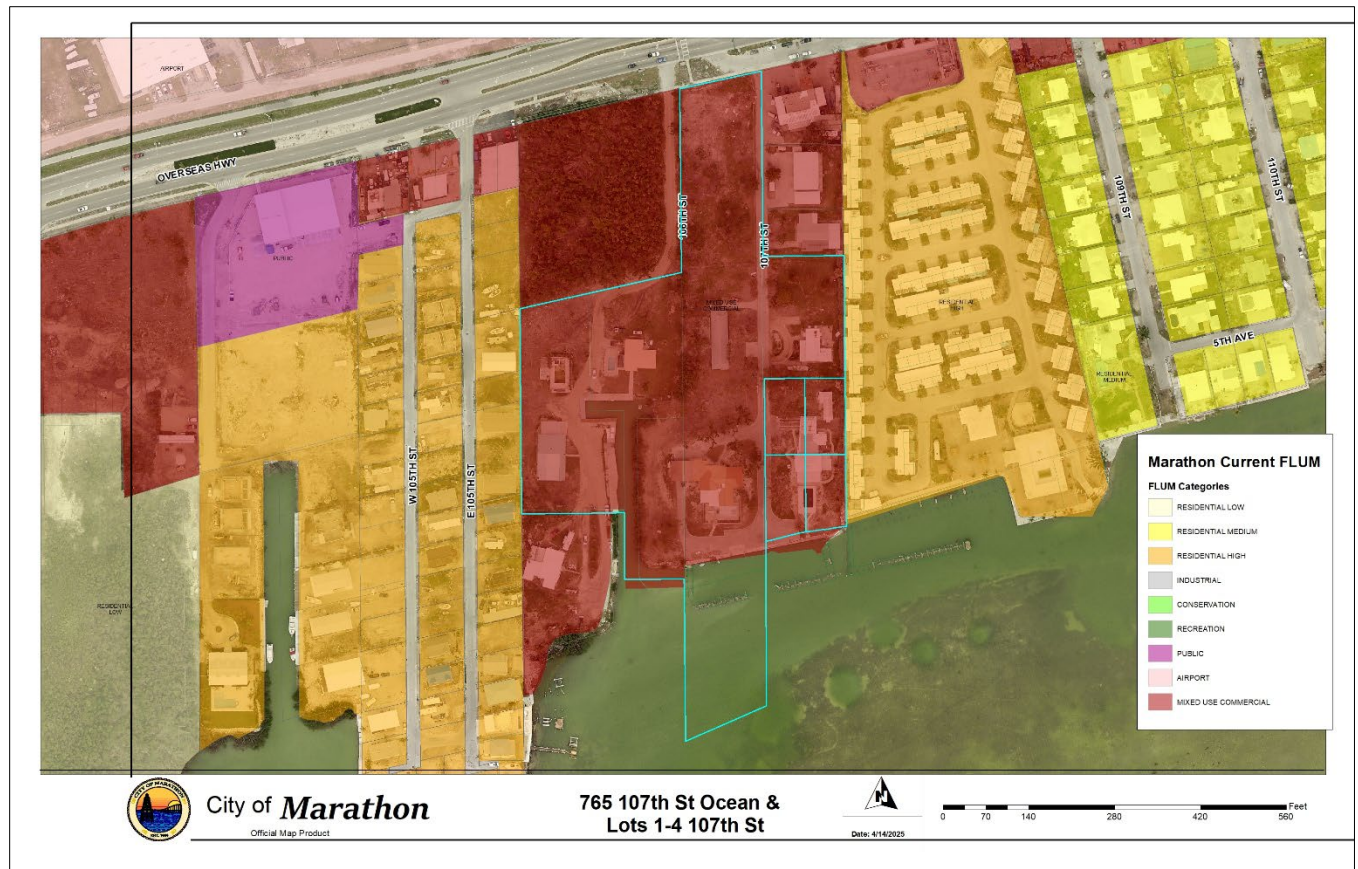 AIRPORT
OVERSEAS HWY
PUBLIC
106TH ST
107TH ST
MIXED USE
COMMERCIAL
RESIDENTIAL
HIGH
109TH ST
110TH ST
5TH AVE
RESIDENTIAL
MEDIUM
W 105TH ST
E 105TH ST
RESIDENTIAL
LOW
Marathon Current FLUM
FLUM Categories
RESIDENTIAL LOW
RESIDENTIAL MEDIUM
RESIDENTIAL HIGH
INDUSTRIAL
CONSERVATION
RECREATION
PUBLIC
AIRPORT
MIXED USE COMMERCIAL
CITY OF MARATHON
City of Marathon
Official Map Product
765 107th St Ocean &
Lots 1-4 107th St
N
Date: 4/14/2025
Feet
0 70 140 280 420 560